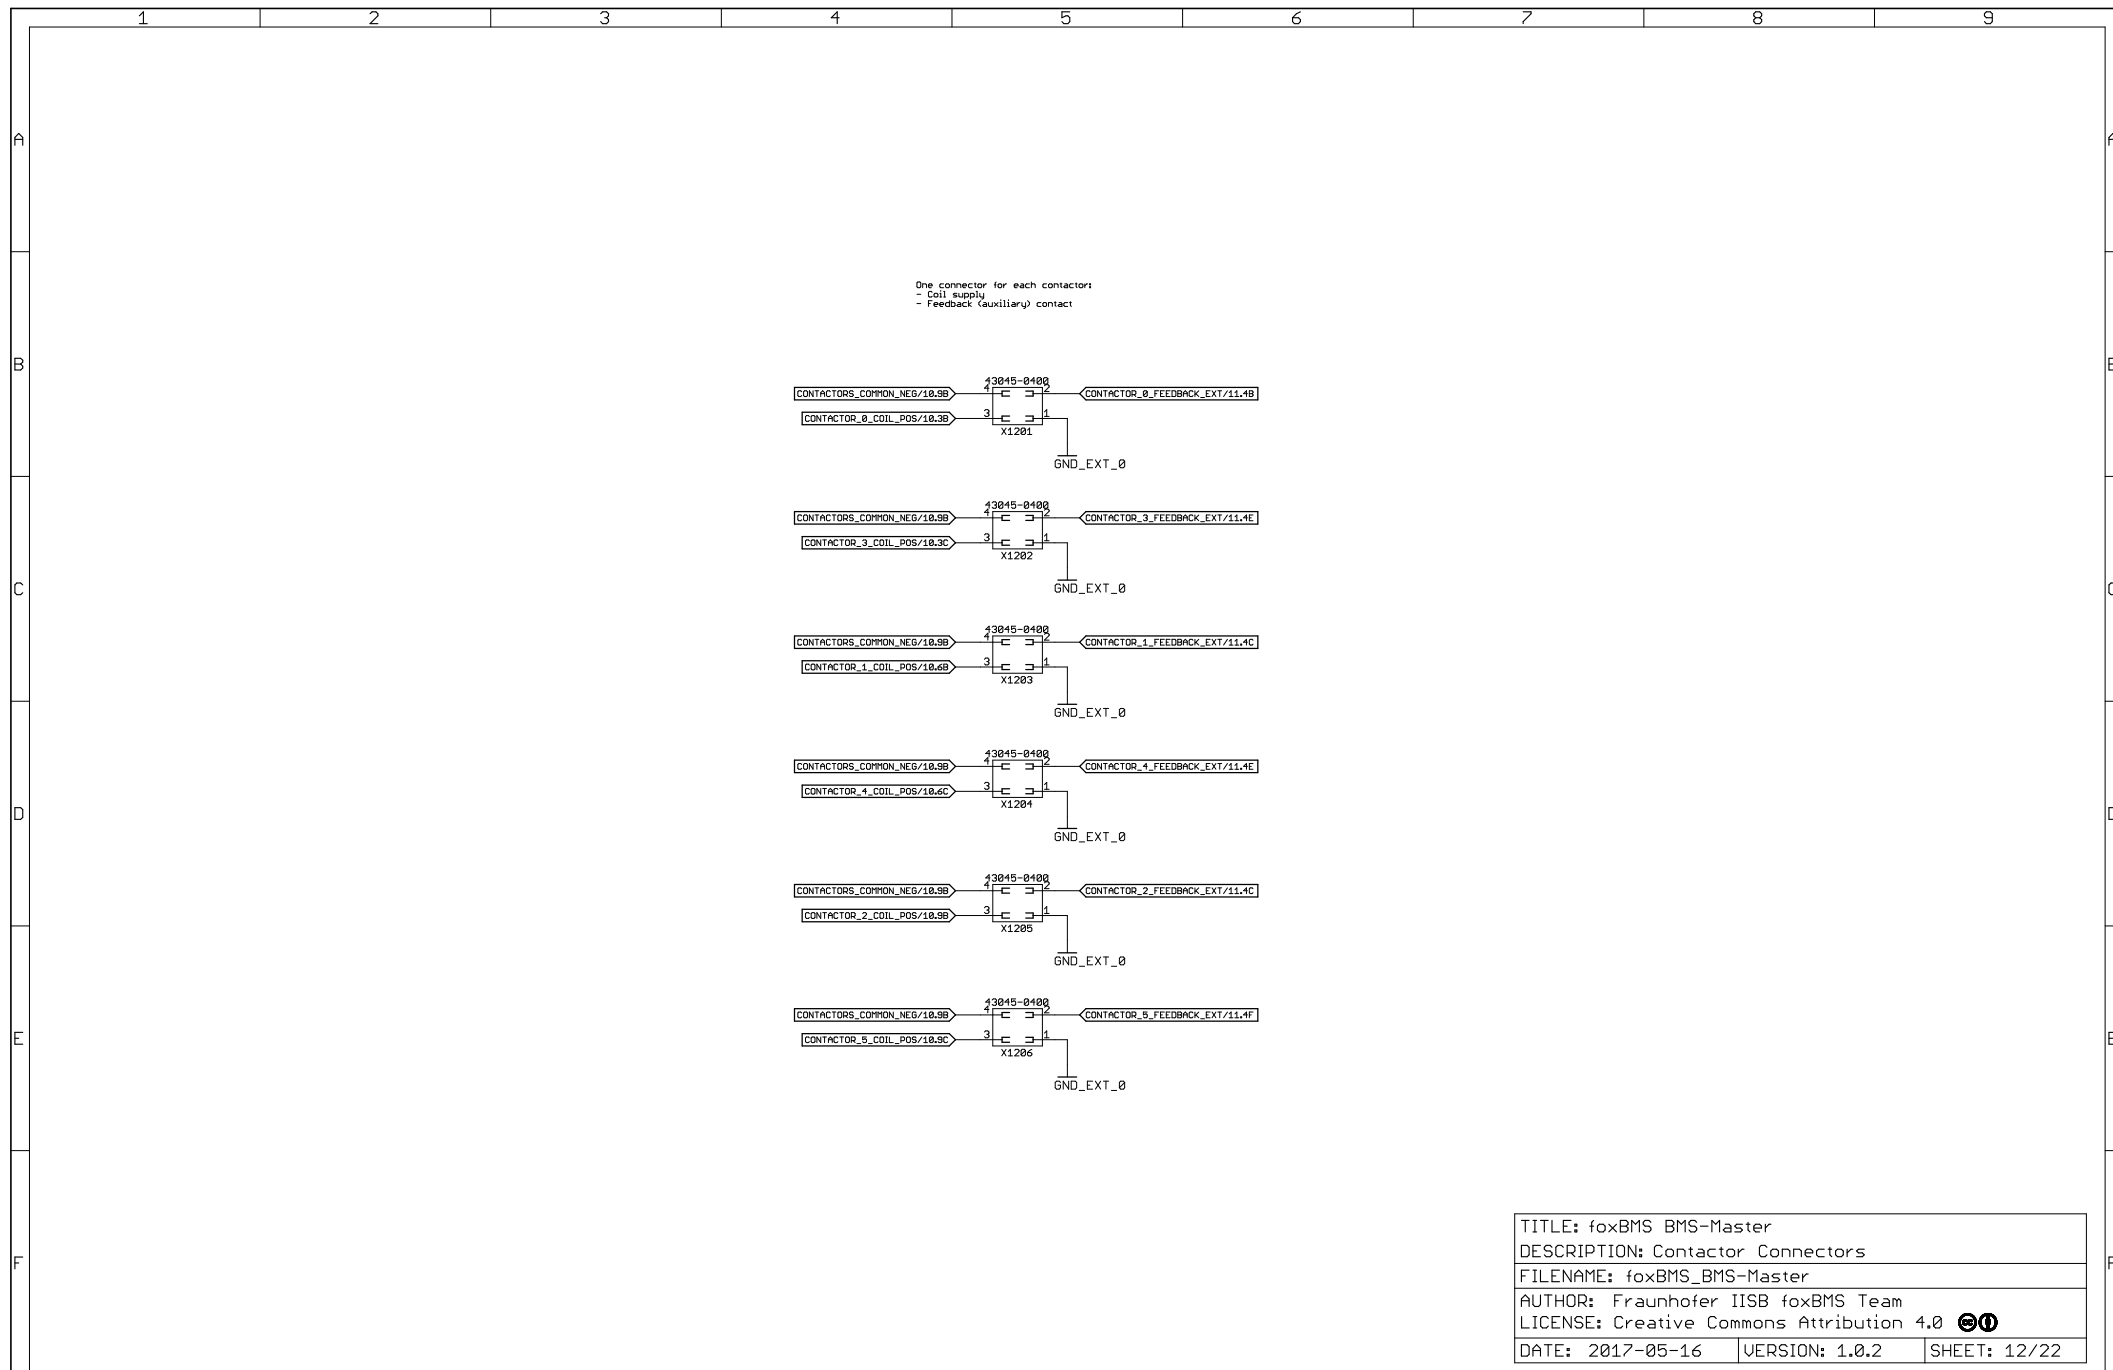 1 2 3 4 5 6 7 8 9
A
One connector for each contactor:
- Coil supply
- Feedback (auxiliary) contact
B
43045-0400
CONTACTORS_COMMON_NEG/10.9B 4 2 CONTACTOR_0_FEEDBACK_EXT/11.4B
CONTACTOR_0_COIL_POS/10.3B 3 1
X1201
GND_EXT_0
43045-0400
CONTACTORS_COMMON_NEG/10.9B 4 2 CONTACTOR_3_FEEDBACK_EXT/11.4E
CONTACTOR_3_COIL_POS/10.3C 3 1
X1202
GND_EXT_0
C
43045-0400
CONTACTORS_COMMON_NEG/10.9B 4 2 CONTACTOR_1_FEEDBACK_EXT/11.4C
CONTACTOR_1_COIL_POS/10.6B 3 1
X1203
GND_EXT_0
43045-0400
CONTACTORS_COMMON_NEG/10.9B 4 2 CONTACTOR_4_FEEDBACK_EXT/11.4E
CONTACTOR_4_COIL_POS/10.6C 3 1
X1204
D
GND_EXT_0
43045-0400
CONTACTORS_COMMON_NEG/10.9B 4 2 CONTACTOR_2_FEEDBACK_EXT/11.4C
CONTACTOR_2_COIL_POS/10.9B 3 1
X1205
GND_EXT_0
43045-0400
CONTACTORS_COMMON_NEG/10.9B 4 2 CONTACTOR_5_FEEDBACK_EXT/11.4F
CONTACTOR_5_COIL_POS/10.9C 3 1
E
X1206
GND_EXT_0
F
TITLE: foxBMS BMS-Master
DESCRIPTION: Contactor Connectors
FILENAME: foxBMS_BMS-Master
AUTHOR: Fraunhofer IISB foxBMS Team
LICENSE: Creative Commons Attribution 4.0 cc
DATE: 2017-05-16 VERSION: 1.0.2 SHEET: 12/22